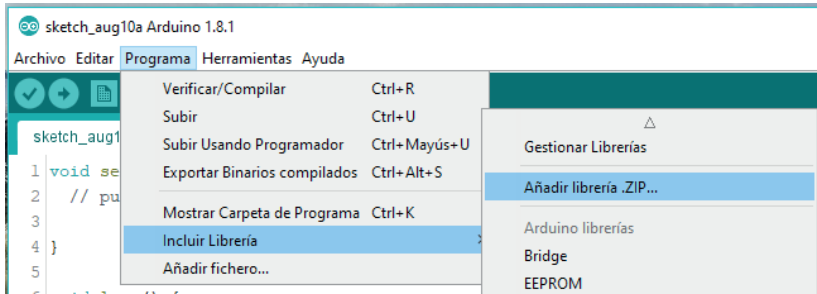 sketch_aug10a Arduino 1.8.1
Archivo Editar Programa Herramientas Ayuda
Verificar/Compilar Ctrl+R
Subir Ctrl+U
Subir Usando Programador Ctrl+Mayús+U
Exportar Binarios compilados Ctrl+Alt+S
Mostrar Carpeta de Programa Ctrl+K
Incluir Librería
Añadir fichero...
Gestionar Librerías
Añadir librería .ZIP...
Arduino librerías
Bridge
EEPROM
sketch_aug1
1 void se
2 // pu
3
4 }
5